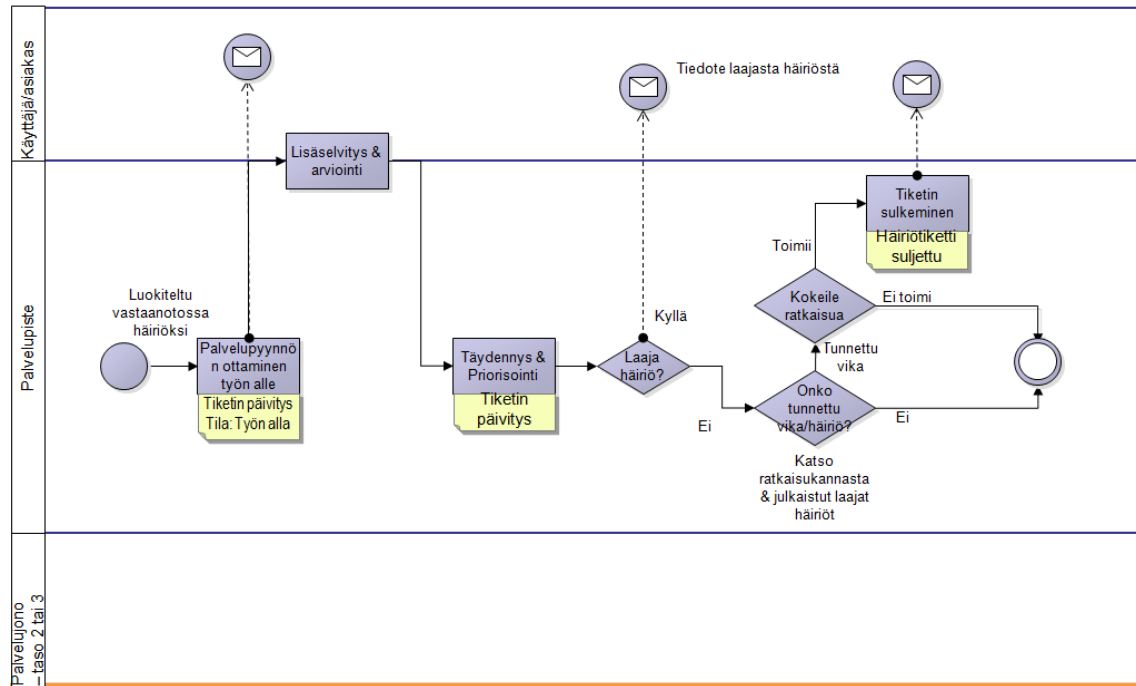 Käyttäjä/asiakas
Tiedote laajasta häiriöstä
Lisäselvitys &
arviointi
Palvelupiste
Luokiteltu
vastaanotossa
häiriöksi
Palvelupyynnö
n ottaminen
työn alle
Tiketin päivitys
Tila: Työn alla
Täydennys &
Priorisointi
Tiketin
päivitys
Laaja
häiriö?
Kyllä
Ei
Onko
tunnettu
vika/häiriö?
Katso
ratkaisukannasta
& julkaistut laajat
häiriöt
Tunnettu
vika
Ei
Kokeile
ratkaisua
Toimii
Ei toimi
Tiketin
sulkeminen
Häiriötiketti
suljettu
Palvelujono
– taso 2 tai 3